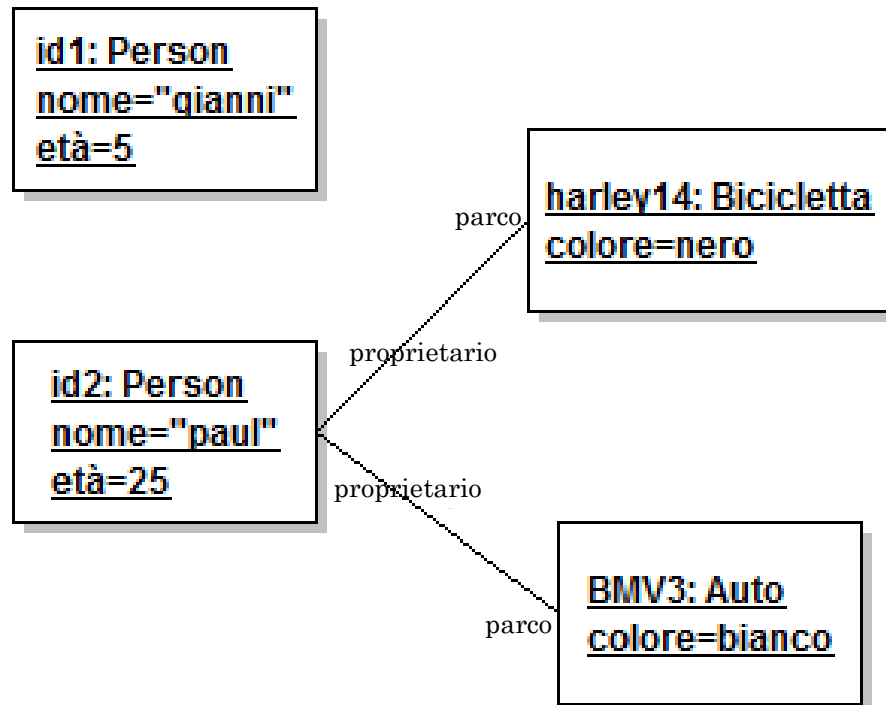 id1: Person
nome="gianni"
età=5
harley14: Bicicletta
colore=nero
parco
proprietario
id2: Person
nome="paul"
età=25
proprietario
parco
BMV3: Auto
colore=bianco